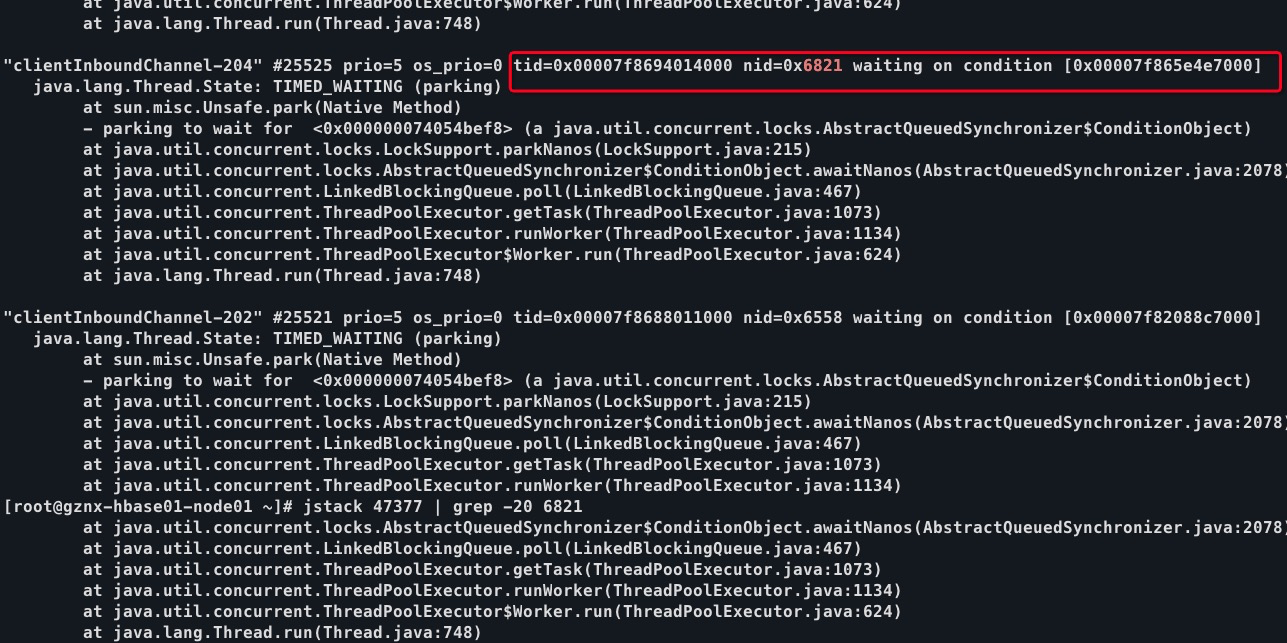 at java.util.concurrent.ThreadPoolExecutor$Worker.run(ThreadPoolExecutor.java:624)
at java.lang.Thread.run(Thread.java:748)
"clientInboundChannel-204" #25525 prio=5 os_prio=0 tid=0x00007f8694014000 nid=0x6821 waiting on condition [0x00007f865e4e7000]
java.lang.Thread.State: TIMED_WAITING (parking)
at sun.misc.Unsafe.park(Native Method)
- parking to wait for  <0x000000074054bef8> (a java.util.concurrent.locks.AbstractQueuedSynchronizer$ConditionObject)
at java.util.concurrent.locks.LockSupport.parkNanos(LockSupport.java:215)
at java.util.concurrent.locks.AbstractQueuedSynchronizer$ConditionObject.awaitNanos(AbstractQueuedSynchronizer.java:2078)
at java.util.concurrent.LinkedBlockingQueue.poll(LinkedBlockingQueue.java:467)
at java.util.concurrent.ThreadPoolExecutor.getTask(ThreadPoolExecutor.java:1073)
at java.util.concurrent.ThreadPoolExecutor.runWorker(ThreadPoolExecutor.java:1134)
at java.util.concurrent.ThreadPoolExecutor$Worker.run(ThreadPoolExecutor.java:624)
at java.lang.Thread.run(Thread.java:748)
"clientInboundChannel-202" #25521 prio=5 os_prio=0 tid=0x00007f8688011000 nid=0x6558 waiting on condition [0x00007f82088c7000]
java.lang.Thread.State: TIMED_WAITING (parking)
at sun.misc.Unsafe.park(Native Method)
- parking to wait for  <0x000000074054bef8> (a java.util.concurrent.locks.AbstractQueuedSynchronizer$ConditionObject)
at java.util.concurrent.locks.LockSupport.parkNanos(LockSupport.java:215)
at java.util.concurrent.locks.AbstractQueuedSynchronizer$ConditionObject.awaitNanos(AbstractQueuedSynchronizer.java:2078)
at java.util.concurrent.LinkedBlockingQueue.poll(LinkedBlockingQueue.java:467)
at java.util.concurrent.ThreadPoolExecutor.getTask(ThreadPoolExecutor.java:1073)
at java.util.concurrent.ThreadPoolExecutor.runWorker(ThreadPoolExecutor.java:1134)
[root@gznx-hbase01-node01 ~]# jstack 47377 | grep -20 6821
at java.util.concurrent.locks.AbstractQueuedSynchronizer$ConditionObject.awaitNanos(AbstractQueuedSynchronizer.java:2078)
at java.util.concurrent.LinkedBlockingQueue.poll(LinkedBlockingQueue.java:467)
at java.util.concurrent.ThreadPoolExecutor.getTask(ThreadPoolExecutor.java:1073)
at java.util.concurrent.ThreadPoolExecutor.runWorker(ThreadPoolExecutor.java:1134)
at java.util.concurrent.ThreadPoolExecutor$Worker.run(ThreadPoolExecutor.java:624)
at java.lang.Thread.run(Thread.java:748)